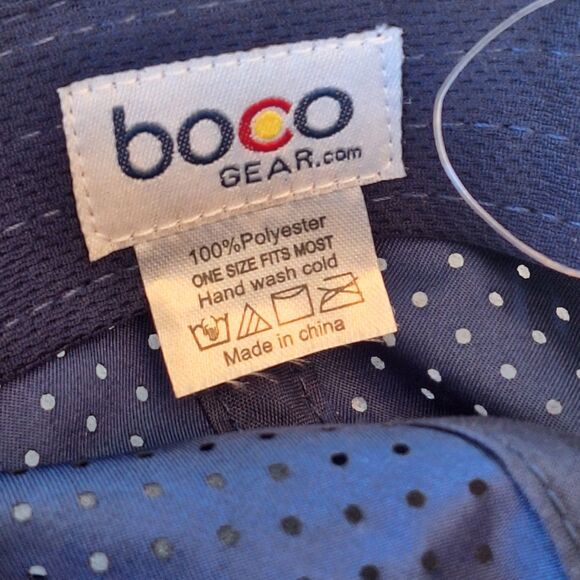 boco
GEAR.com
100%Polyester
ONE SIZE FITS MOST
Hand wash cold
Made in china